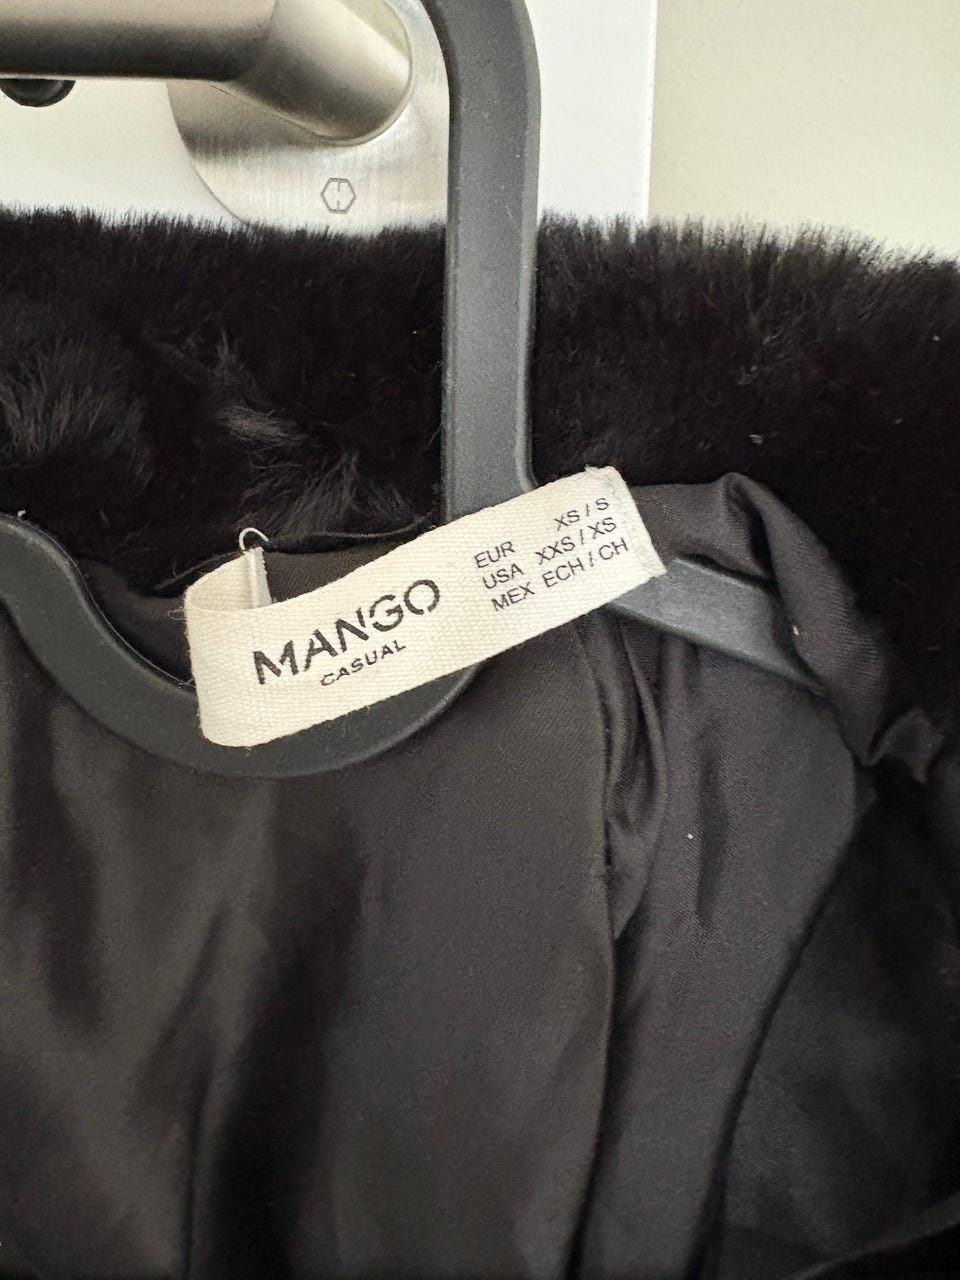 MANGO
CASUAL
EUR XS / S
USA XXS / XS
MEX ECH / CH